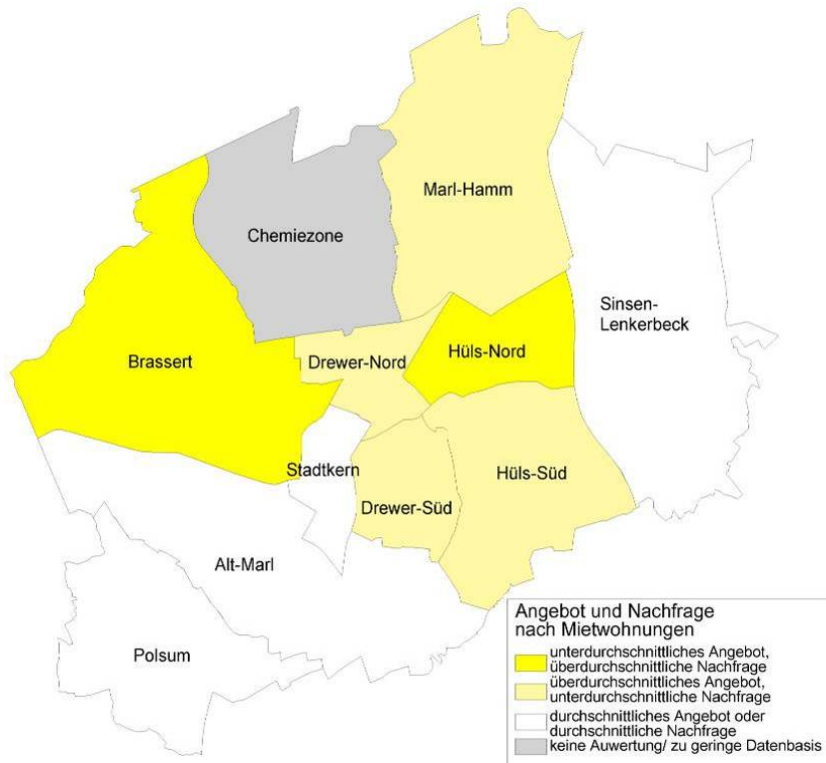 Marl-Hamm
Chemiezone
Sinsen-
Lenkerbeck
Brassert
Drewer-Nord
Hüls-Nord
Stadtkern
Hüls-Süd
Drewer-Süd
Alt-Marl
Polsum
Angebot und Nachfrage
nach Mietwohnungen
unterdurchschnittliches Angebot,
überdurchschnittliche Nachfrage
überdurchschnittliches Angebot,
unterdurchschnittliche Nachfrage
durchschnittliches Angebot oder
durchschnittliche Nachfrage
keine Auwertung/ zu geringe Datenbasis